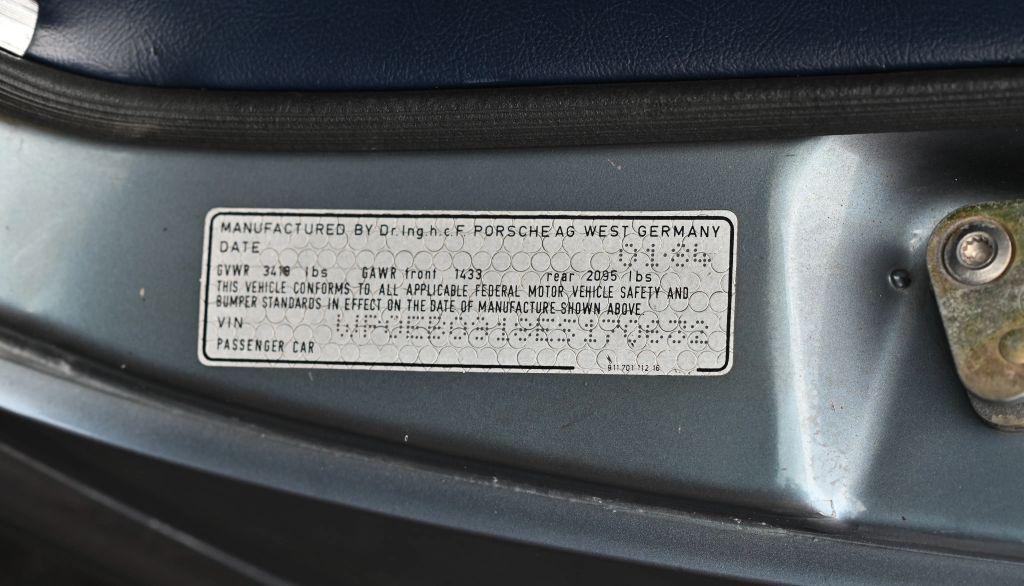 MANUFACTURED BY Dr.Ing.h.c.F. PORSCHE AG WEST GERMANY
DATE
GVWR 3418 lbs GAWR front 1433 rear 2095 lbs
THIS VEHICLE CONFORMS TO ALL APPLICABLE FEDERAL MOTOR VEHICLE SAFETY AND
BUMPER STANDARDS IN EFFECT ON THE DATE OF MANUFACTURE SHOWN ABOVE.
VIN WP0EB0918GS170682
PASSENGER CAR
911 701 112 16